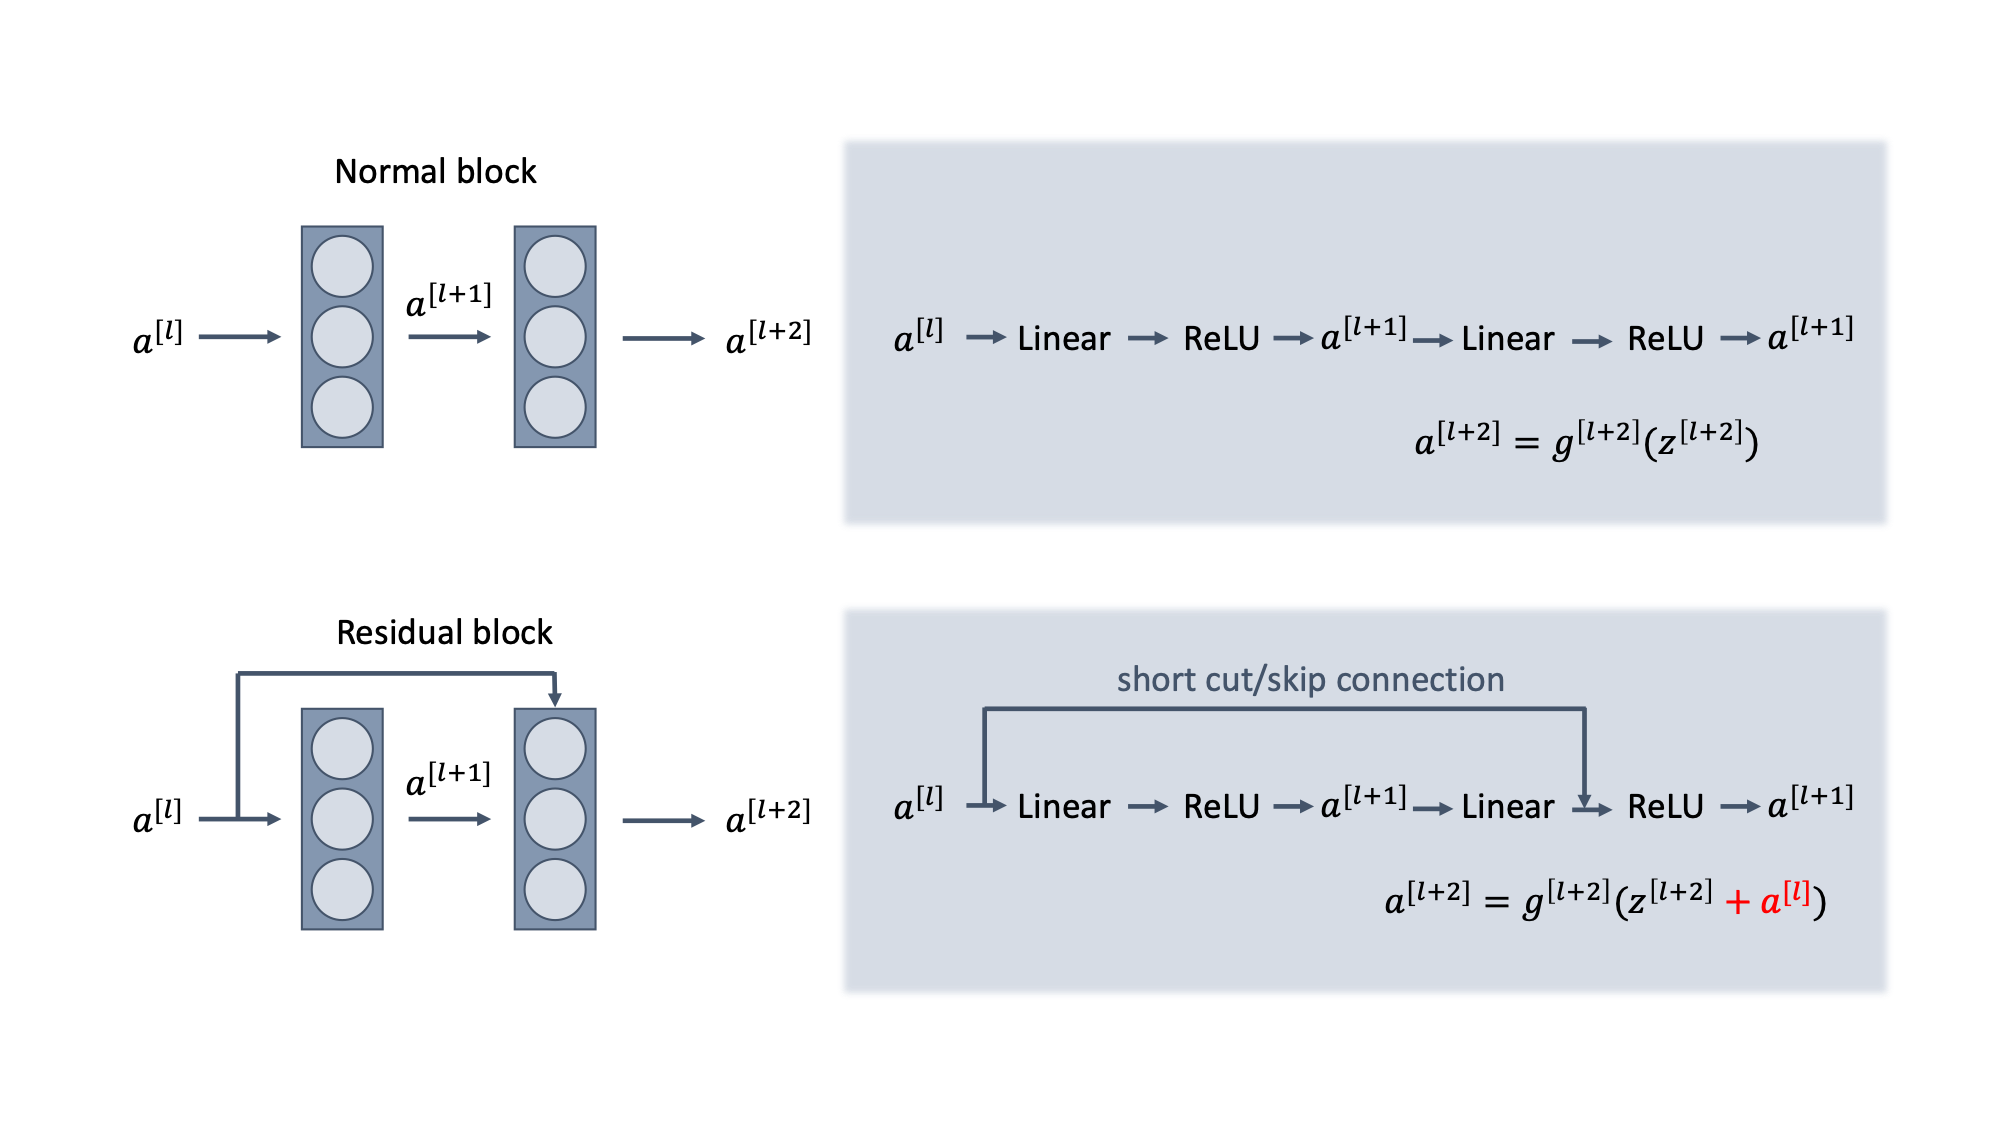 Normal block
a^[l] a^[l+1] a^[l+2]
a^[l] Linear ReLU a^[l+1] Linear ReLU a^[l+1]
a^[l+2] = g^[l+2](z^[l+2])
Residual block
a^[l] a^[l+1] a^[l+2]
short cut/skip connection
a^[l] Linear ReLU a^[l+1] Linear ReLU a^[l+1]
a^[l+2] = g^[l+2](z^[l+2] + a^[l])